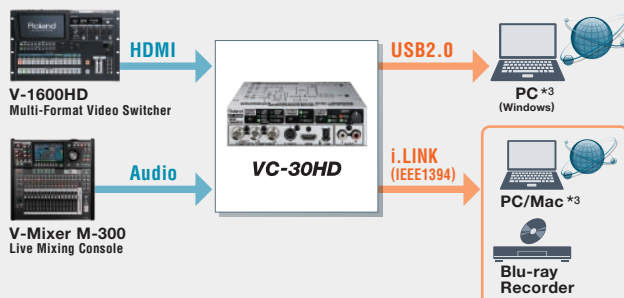 Roland
HDMI
V-1600HD
Multi-Format Video Switcher
Audio
V-Mixer M-300
Live Mixing Console
VC-30HD
USB2.0
PC *3
(Windows)
i.LINK
(IEEE1394)
PC/Mac *3
Blu-ray
Recorder